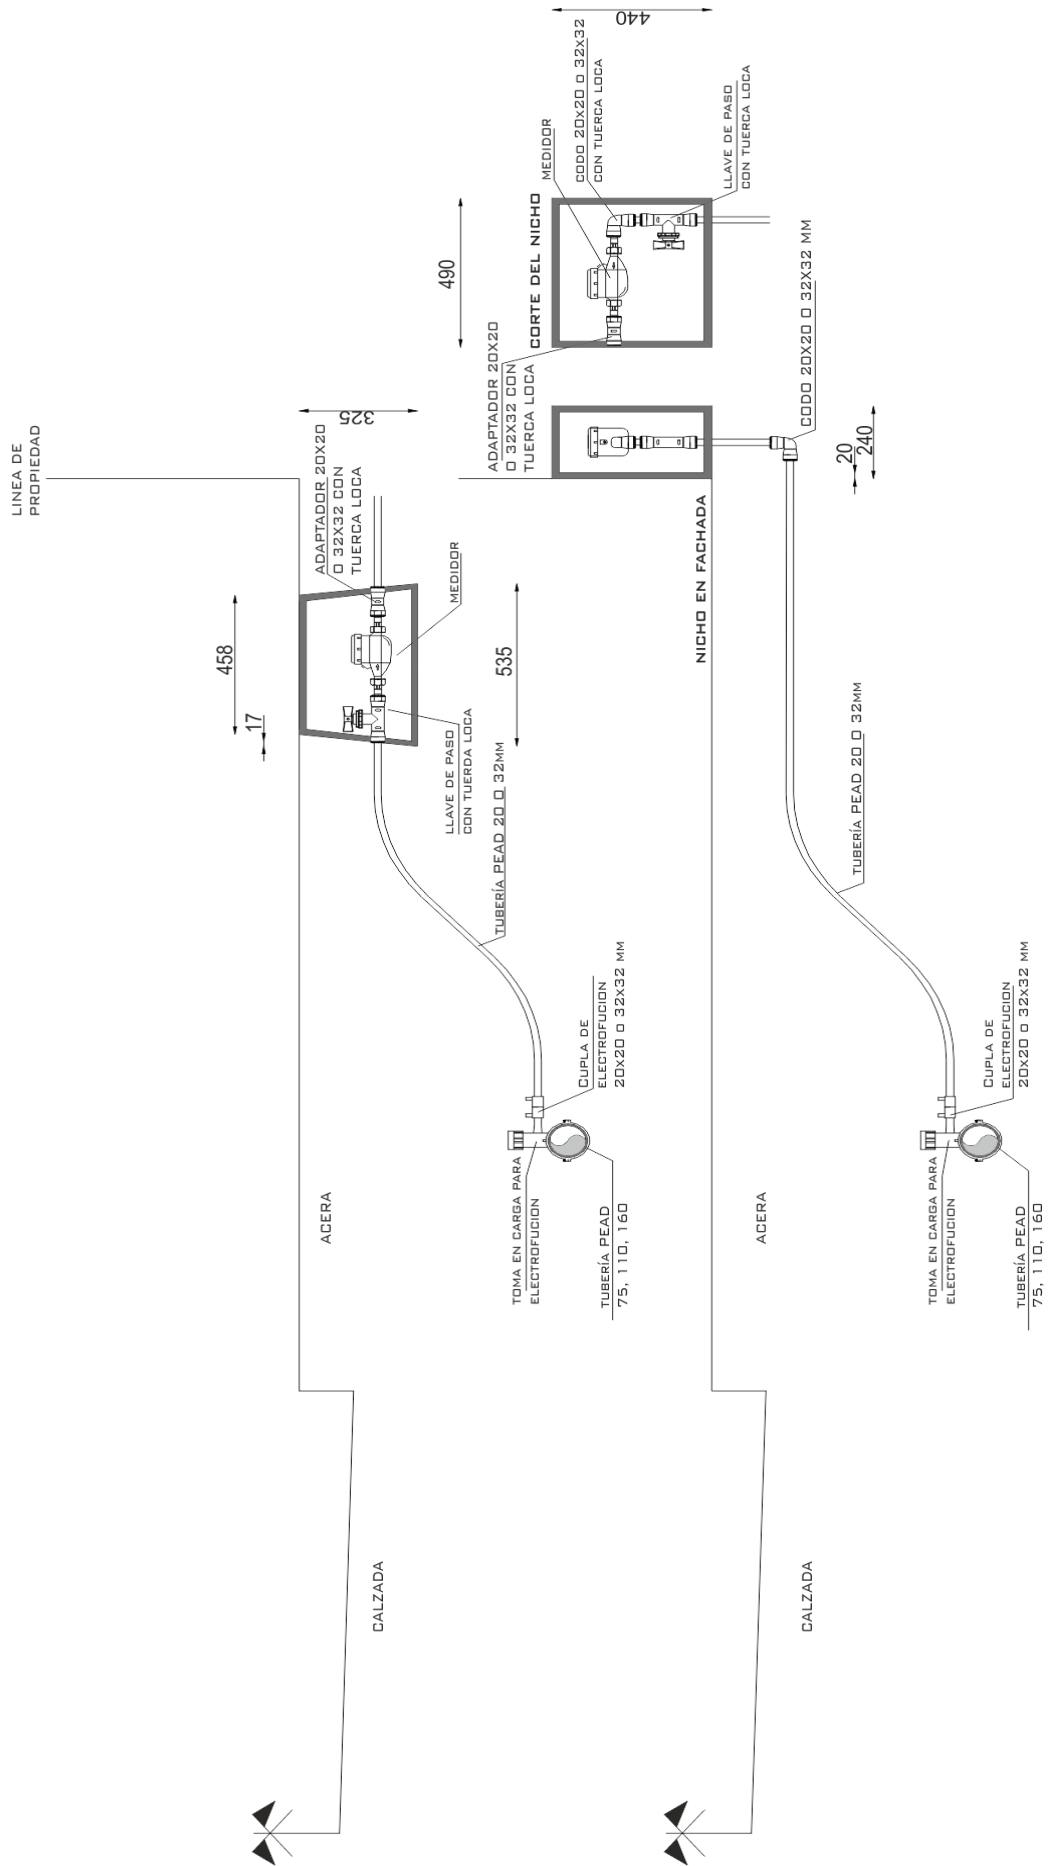 LINEA DE
PROPIEDAD
458
17
325
ADAPTADOR 20X20
O 32X32 CON
TUERCA LOCA
MEDIDOR
535
LLAVE DE PASO
CON TUERDA LOCA
TUBERÍA PEAD 20 O 32MM
CUPLA DE
ELECTROFUCION
20X20 O 32X32 MM
TOMA EN CARGA PARA
ELECTROFUCION
TUBERÍA PEAD
75, 110, 160
ACERA
CALZADA
490
440
CORTE DEL NICHO
ADAPTADOR 20X20
O 32X32 CON
TUERCA LOCA
MEDIDOR
CODO 20X20 O 32X32
CON TUERCA LOCA
LLAVE DE PASO
CON TUERCA LOCA
NICHO EN FACHADA
CODO 20X20 O 32X32 MM
20
240
TUBERÍA PEAD 20 O 32MM
CUPLA DE
ELECTROFUCION
20X20 O 32X32 MM
TOMA EN CARGA PARA
ELECTROFUCION
TUBERÍA PEAD
75, 110, 160
ACERA
CALZADA